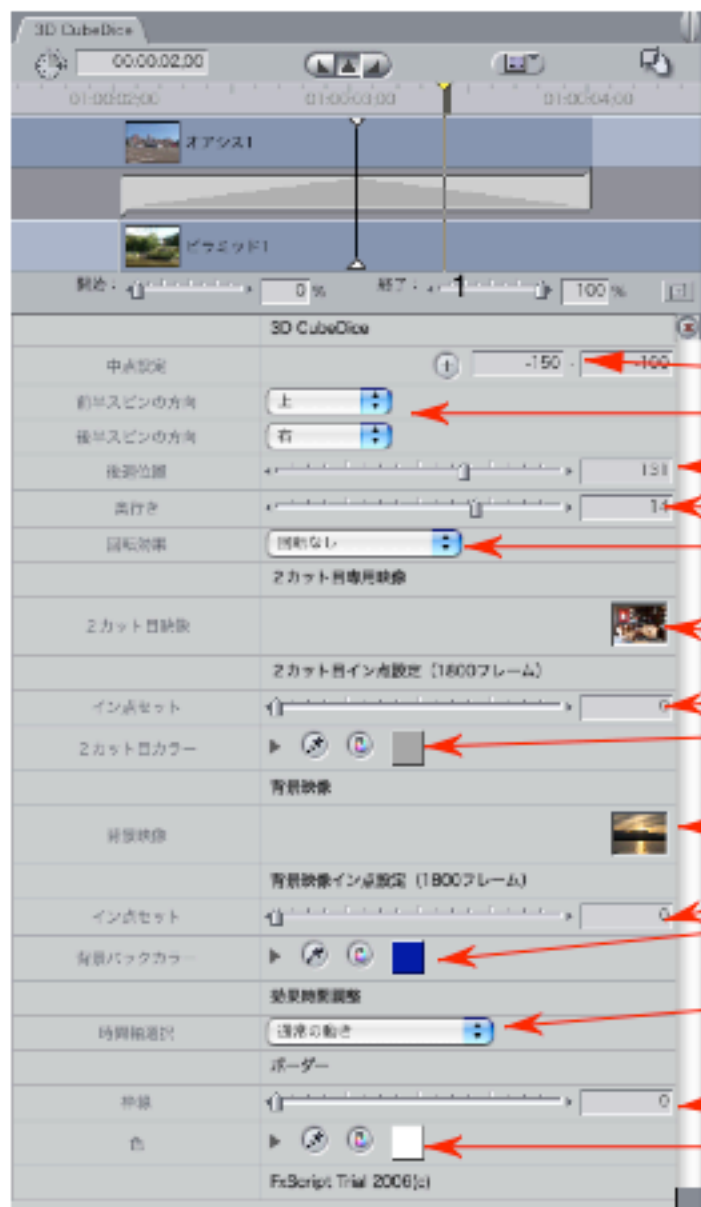 3D CubeDice
00:00:02;00
01:00:02;00 01:00:03;00 01:00:04;00
オアシス1
ピラミッド1
開始: 0 % 終了: 1 100 %
3D CubeDice
中点設定 -150 , -100
前半スピンの方向 上
後半スピンの方向 右
後退位置 131
奥行き 14
回転効果 回転なし
2カット目専用映像
2カット目映像
2カット目イン点設定 (1800フレーム)
イン点セット 0
2カット目カラー
背景映像
背景映像
背景映像イン点設定 (1800フレーム)
イン点セット 0
背景バックカラー
効果時間調整
時間軸選択 通常の動き
ボーダー
枠線 0
色
FxScript Trial 2006(c)